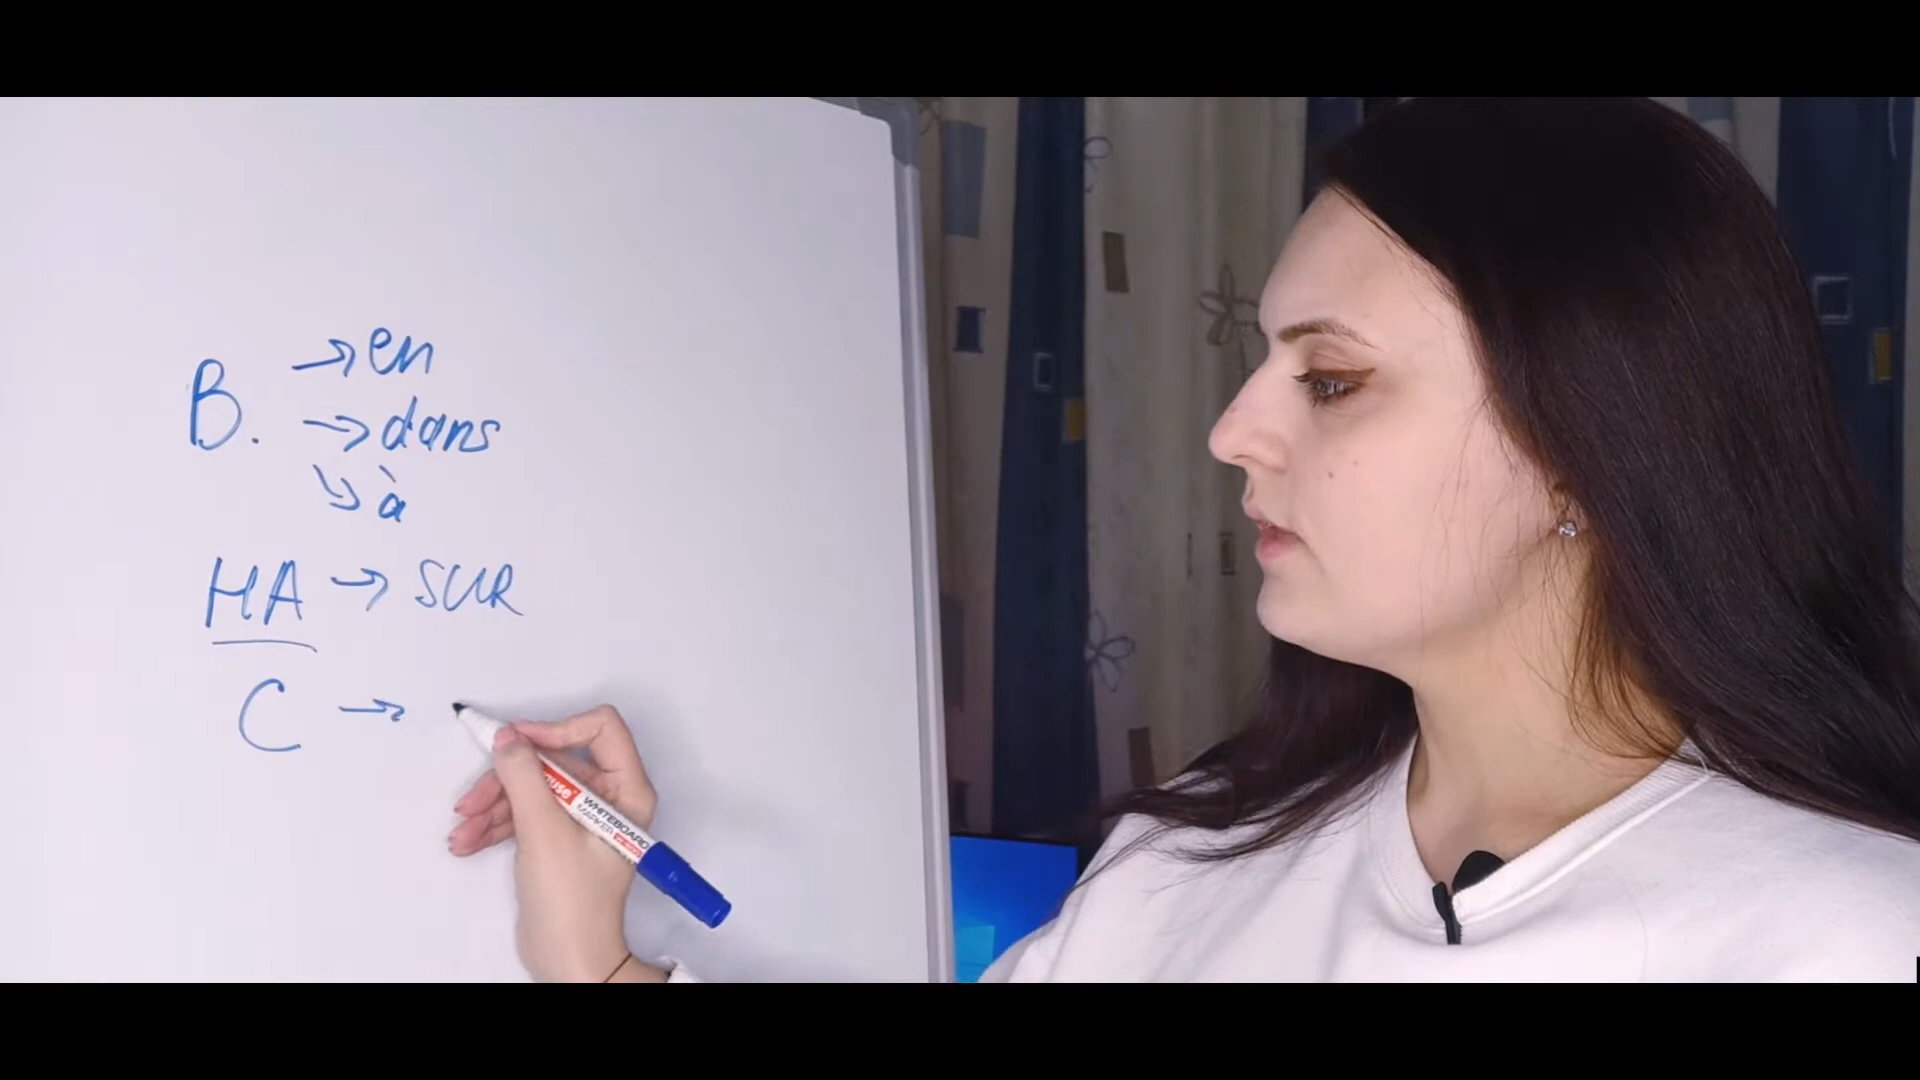 В. → en
→ dans
↘ à
НА → SUR
С →
WHITEBOARD
MARKER